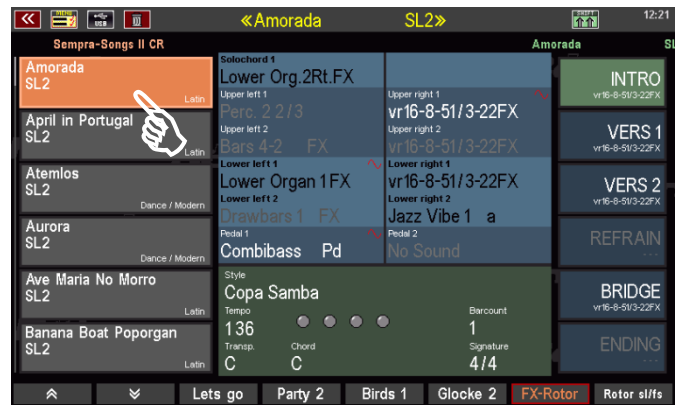 MENU
USB
«Amorada SL2»
SHIFT
12:21
Sempra-Songs II CR
Amorada SL
Amorada
SL2
Latin
April in Portugal
SL2
Latin
Atemlos
SL2
Dance / Modern
Aurora
SL2
Dance / Modern
Ave Maria No Morro
SL2
Latin
Banana Boat Poporgan
SL2
Latin
Solochord 1
Lower Org.2Rt.FX
Upper left 1
Perc. 2 2/3
Upper right 1
vr16-8-51/3-22FX
Upper left 2
Bars 4-2 FX
Upper right 2
vr16-8-51/3-22FX
Lower left 1
Lower Organ 1 FX
Lower right 1
vr16-8-51/3-22FX
Lower left 2
Drawbars 1 FX
Lower right 2
Jazz Vibe 1 a
Pedal 1
Combibass Pd
Pedal 2
No Sound
Style
Copa Samba
Tempo
136
Barcount
1
Transp.
C
Chord
C
Signature
4/4
INTRO
vr16-8-51/3-22FX
VERS 1
vr16-8-51/3-22FX
VERS 2
vr16-8-51/3-22FX
REFRAIN
---
BRIDGE
vr16-8-51/3-22FX
ENDING
---
Lets go Party 2 Birds 1 Glocke 2 FX-Rotor Rotor sl/fs